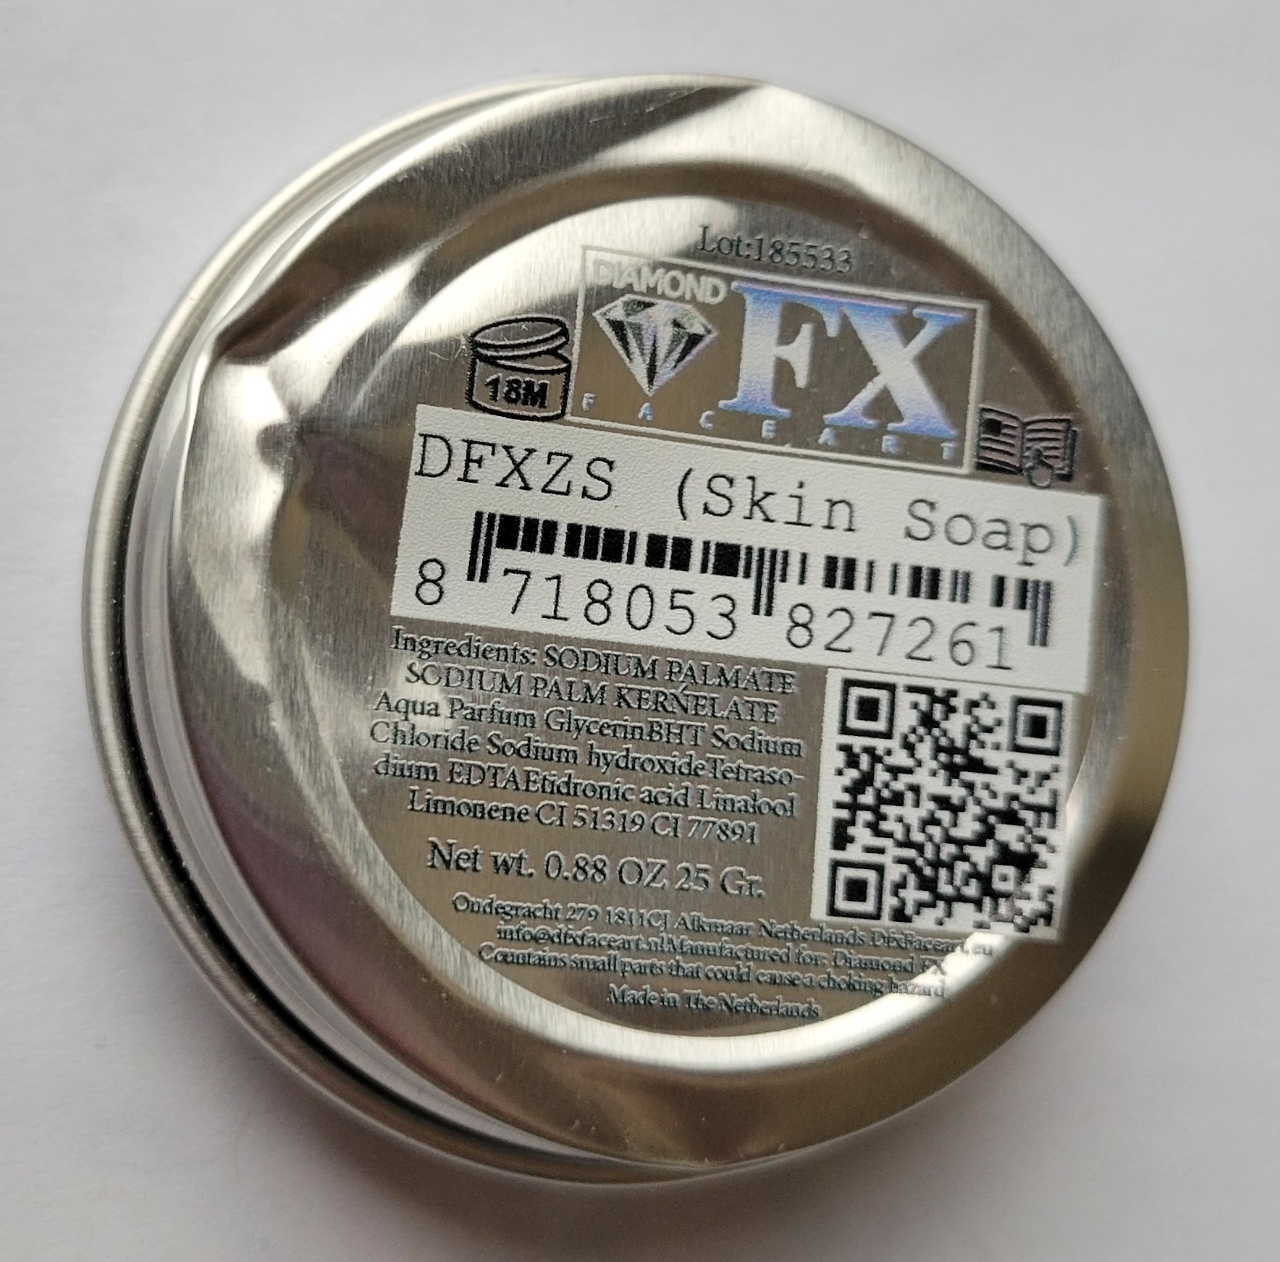 Lot:185533
DIAMOND
FX
FACEART
18M
DFXZS (Skin Soap)
8 718053 827261
Ingredients: SODIUM PALMATE
SODIUM PALM KERNELATE
Aqua Parfum GlycerinBHT Sodium
Chloride Sodium hydroxideTetraso-
dium EDTAEtidronic acid Linalool
Limonene CI 51319 CI 77891
Net wt. 0.88 OZ 25 Gr.
Oudegracht 279 1811CJ Alkmaar Netherlands DfxFaceart.eu
info@dfxfaceart.nlManufactured for: Diamond FX
Countains small parts that could cause a choking hazard
Made in The Netherlands